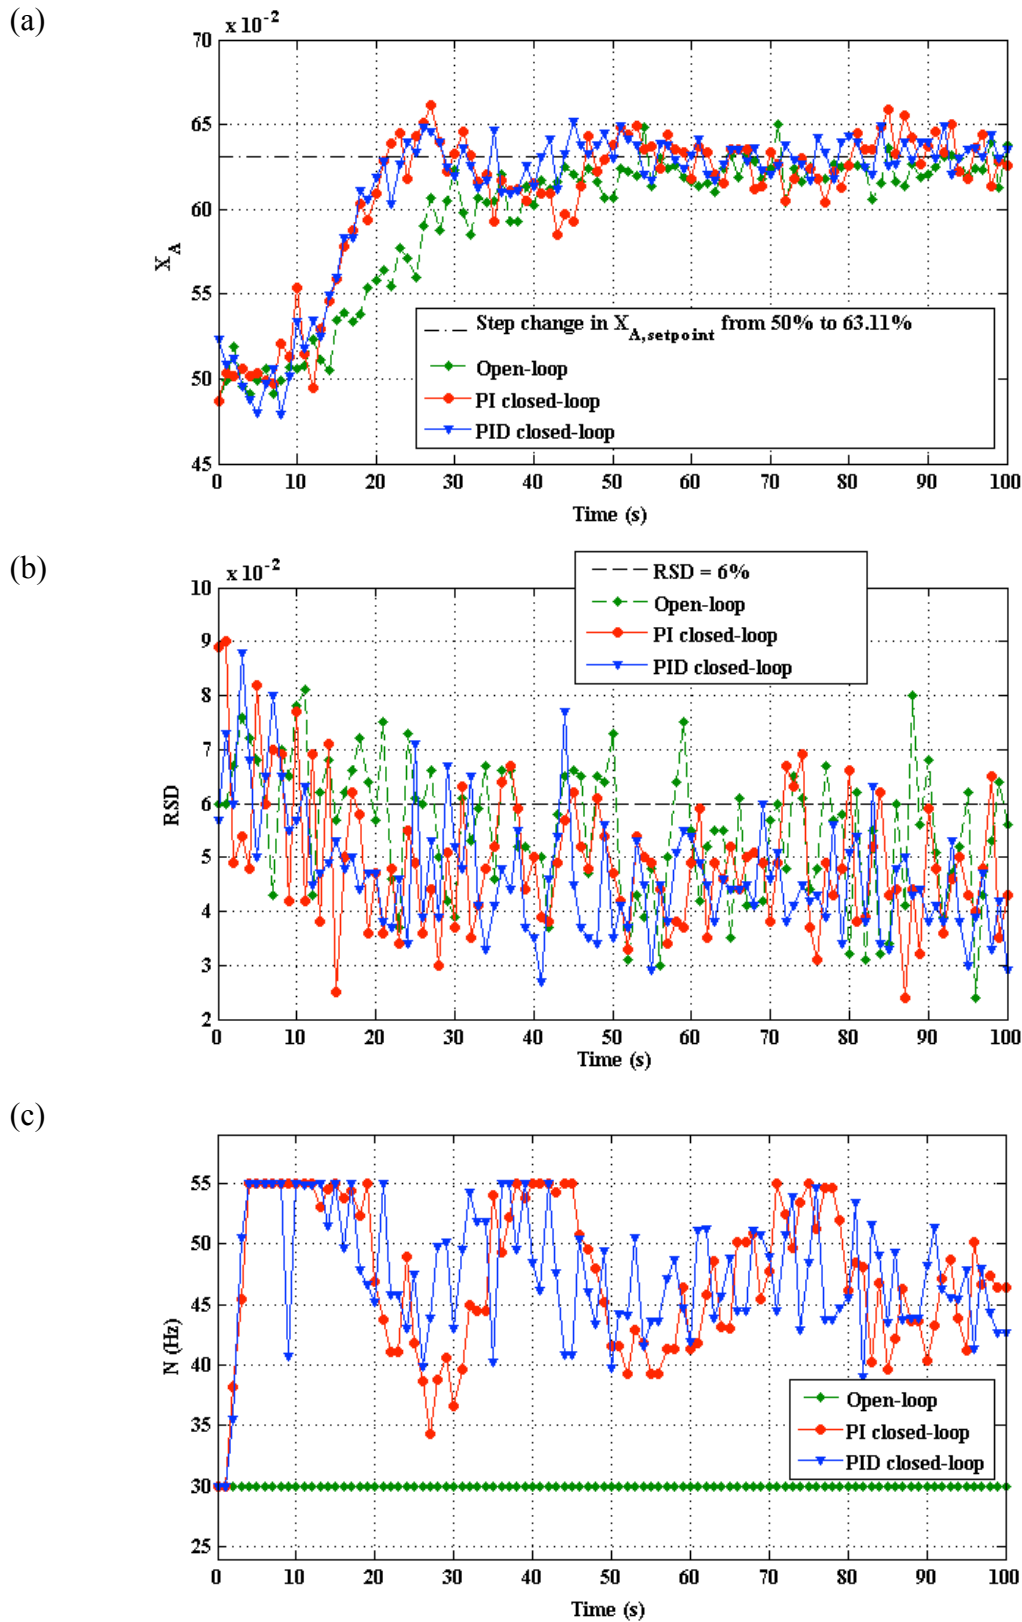 (a)
x 10⁻²
70
65
60
55
50
45
X_A
Step change in X_A,setpoint from 50% to 63.11%
Open-loop
PI closed-loop
PID closed-loop
0 10 20 30 40 50 60 70 80 90 100
Time (s)
(b)
x 10⁻²
10
9
8
7
6
5
4
3
2
RSD
RSD = 6%
Open-loop
PI closed-loop
PID closed-loop
0 10 20 30 40 50 60 70 80 90 100
Time (s)
(c)
55
50
45
40
35
30
25
N (Hz)
Open-loop
PI closed-loop
PID closed-loop
0 10 20 30 40 50 60 70 80 90 100
Time (s)